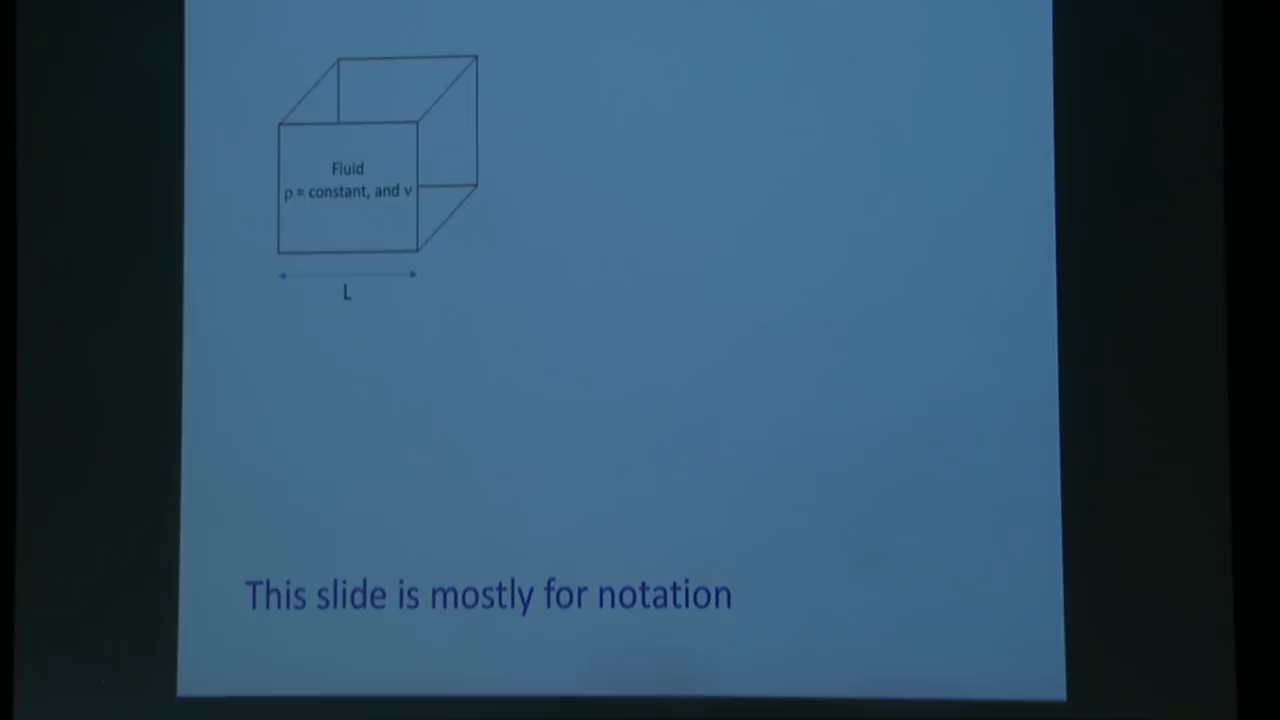 Fluid
ρ = constant, and ν
L
This slide is mostly for notation